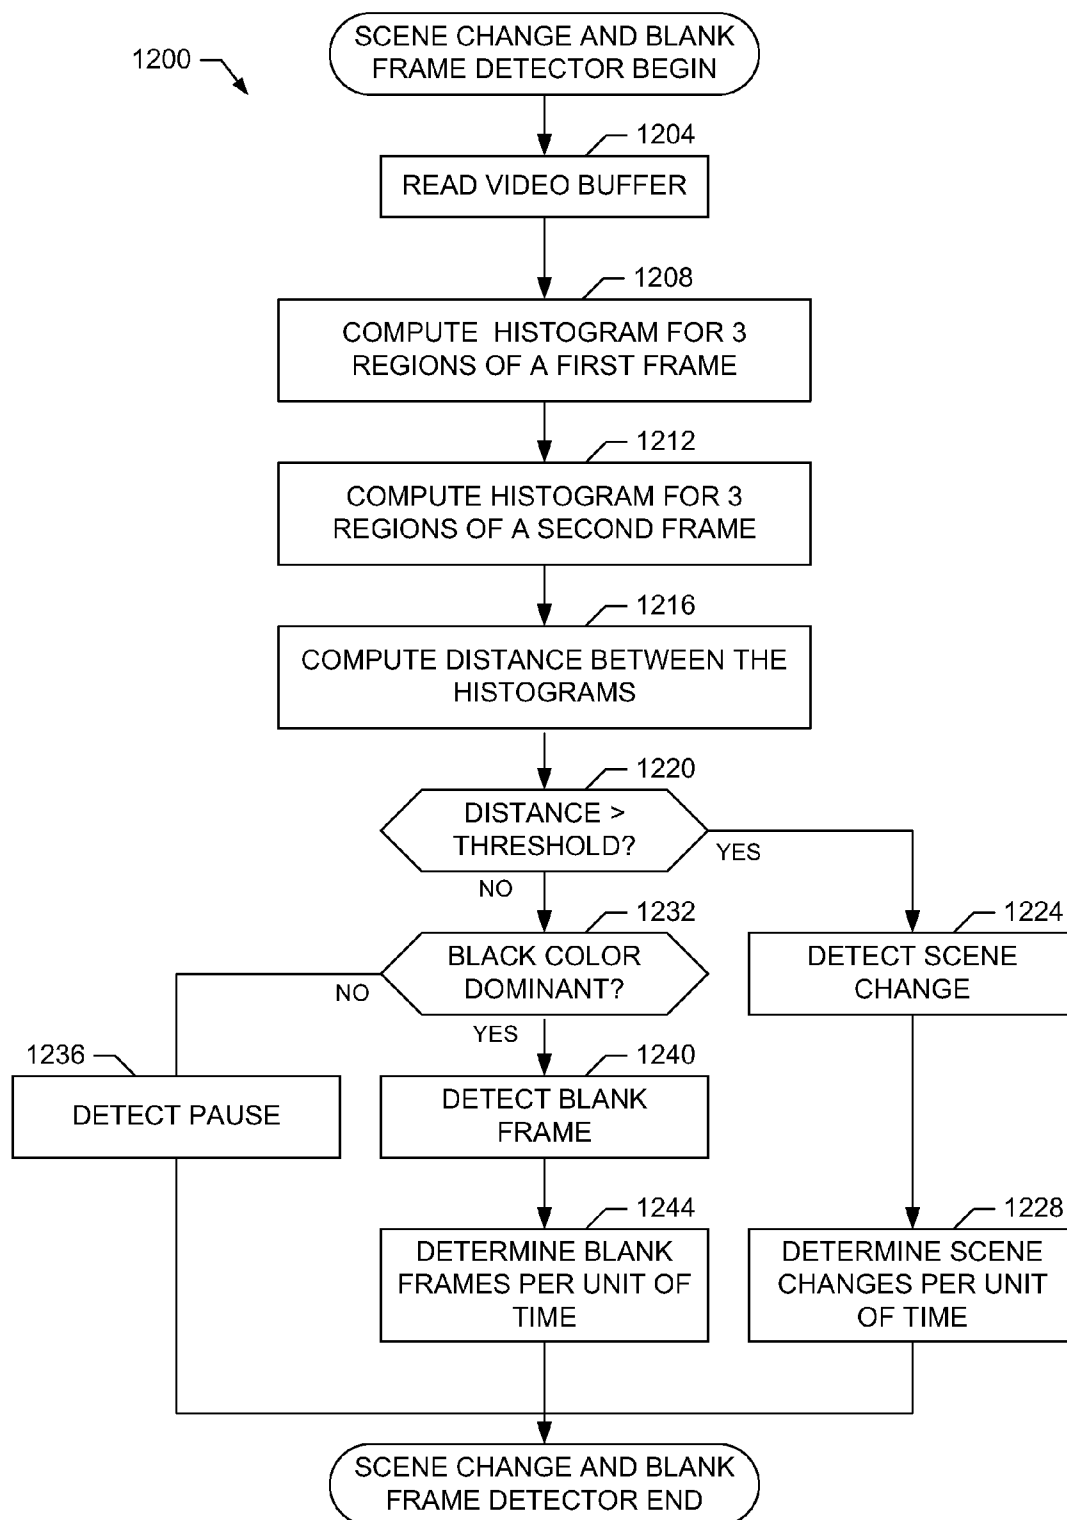 SCENE CHANGE AND BLANK
FRAME DETECTOR BEGIN
1200
1204
READ VIDEO BUFFER
1208
COMPUTE HISTOGRAM FOR 3
REGIONS OF A FIRST FRAME
1212
COMPUTE HISTOGRAM FOR 3
REGIONS OF A SECOND FRAME
1216
COMPUTE DISTANCE BETWEEN THE
HISTOGRAMS
1220
DISTANCE >
THRESHOLD?
YES
NO
1232
BLACK COLOR
DOMINANT?
NO
YES
1224
DETECT SCENE
CHANGE
1236
DETECT PAUSE
1240
DETECT BLANK
FRAME
1244
DETERMINE BLANK
FRAMES PER UNIT OF
TIME
1228
DETERMINE SCENE
CHANGES PER UNIT
OF TIME
SCENE CHANGE AND BLANK
FRAME DETECTOR END